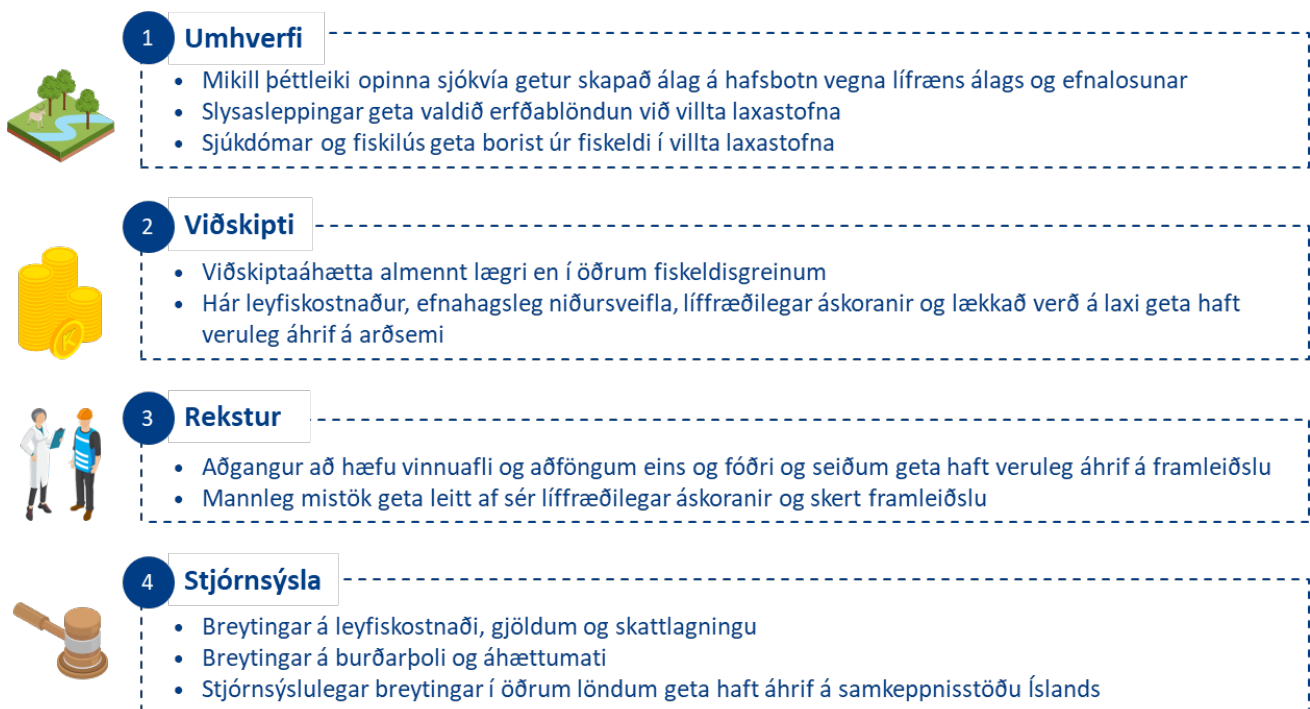 1 Umhverfi
• Mikill þéttleiki opinna sjókvía getur skapað álag á hafsbotn vegna lífræns álags og efnalosunar
• Slysasleppingar geta valdið erfðablöndun við villta laxastofna
• Sjúkdómar og fiskilús geta borist úr fiskeldi í villta laxastofna
2 Viðskipti
• Viðskiptaáhætta almennt lægri en í öðrum fiskeldisgreinum
• Hár leyfiskostnaður, efnahagsleg niðursveifla, líffræðilegar áskoranir og lækkað verð á laxi geta haft
veruleg áhrif á arðsemi
3 Rekstur
• Aðgangur að hæfu vinnuafli og aðföngum eins og fóðri og seiðum geta haft veruleg áhrif á framleiðslu
• Mannleg mistök geta leitt af sér líffræðilegar áskoranir og skert framleiðslu
4 Stjórnsýsla
• Breytingar á leyfiskostnaði, gjöldum og skattlagningu
• Breytingar á burðarþoli og áhættumati
• Stjórnsýslulegar breytingar í öðrum löndum geta haft áhrif á samkeppnisstöðu Íslands